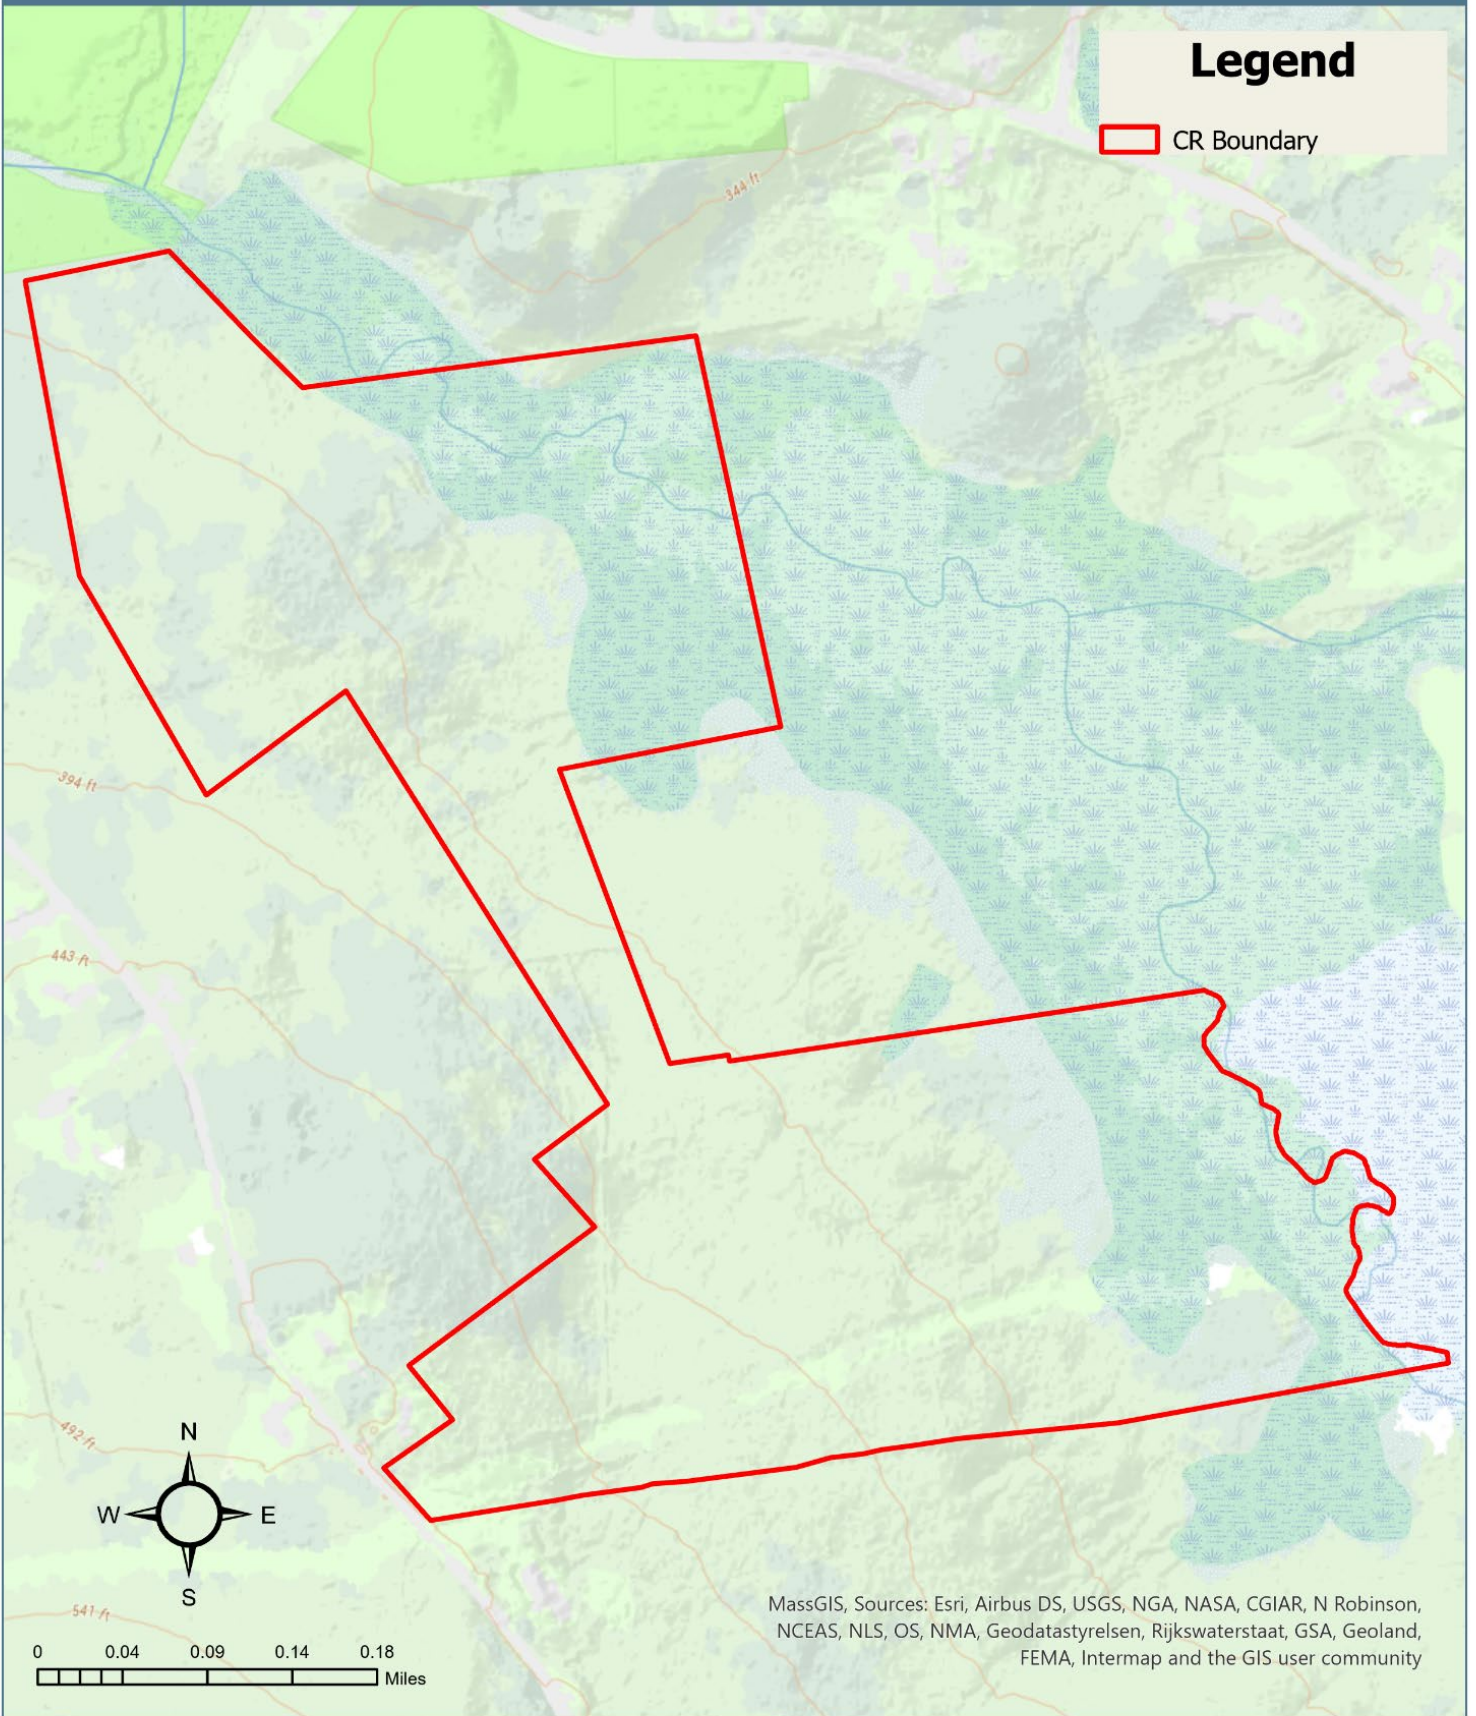 Legend
CR Boundary
344 ft
394 ft
443 ft
492 ft
541 ft
N
W
E
S
0 0.04 0.09 0.14 0.18
Miles
MassGIS, Sources: Esri, Airbus DS, USGS, NGA, NASA, CGIAR, N Robinson,
NCEAS, NLS, OS, NMA, Geodatastyrelsen, Rijkswaterstaat, GSA, Geoland,
FEMA, Intermap and the GIS user community